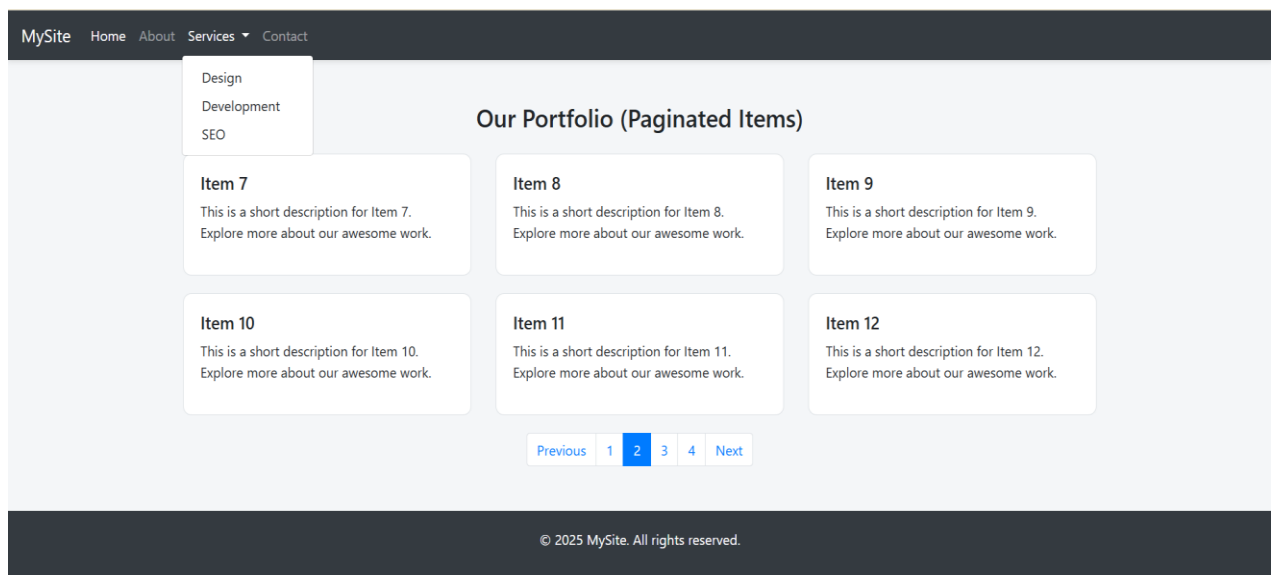 MySite Home About Services Contact
Design
Development
SEO
Our Portfolio (Paginated Items)
Item 7
This is a short description for Item 7.
Explore more about our awesome work.
Item 8
This is a short description for Item 8.
Explore more about our awesome work.
Item 9
This is a short description for Item 9.
Explore more about our awesome work.
Item 10
This is a short description for Item 10.
Explore more about our awesome work.
Item 11
This is a short description for Item 11.
Explore more about our awesome work.
Item 12
This is a short description for Item 12.
Explore more about our awesome work.
Previous 1 2 3 4 Next
© 2025 MySite. All rights reserved.